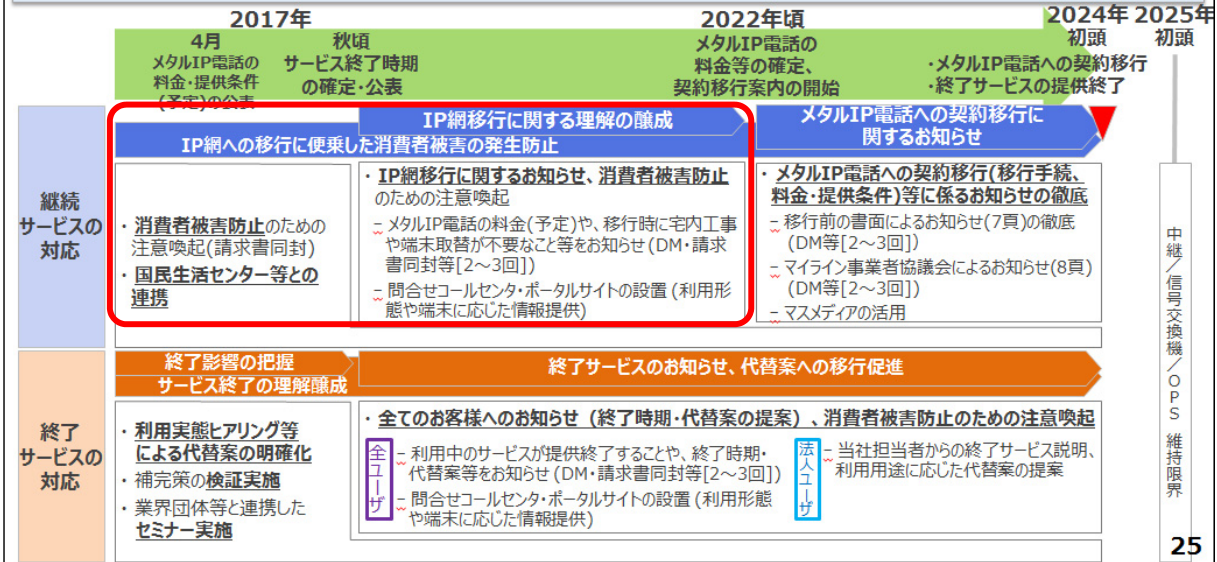 2017年
2022年頃
2024年
2025年
初頭
初頭
4月
メタルIP電話の
料金・提供条件
(予定)の公表
秋頃
サービス終了時期
の確定・公表
メタルIP電話の
料金等の確定、
契約移行案内の開始
・メタルIP電話への契約移行
・終了サービスの提供終了
継続
サービスの
対応
IP網移行に関する理解の醸成
IP網への移行に便乗した消費者被害の発生防止
メタルIP電話への契約移行に
関するお知らせ
・消費者被害防止のための
注意喚起(請求書同封)
・国民生活センター等との
連携
・IP網移行に関するお知らせ、消費者被害防止
のための注意喚起
－メタルIP電話の料金(予定)や、移行時に宅内工事
や端末取替が不要なこと等をお知らせ(DM・請求
書同封等[2～3回])
－問合せコールセンタ・ポータルサイトの設置(利用形
態や端末に応じた情報提供)
・メタルIP電話への契約移行(移行手続、
料金・提供条件)等に係るお知らせの徹底
－移行前の書面によるお知らせ(7頁)の徹底
(DM等[2～3回])
－マイライン事業者協議会によるお知らせ(8頁)
(DM等[2～3回])
－マスメディアの活用
終了
サービスの
対応
終了影響の把握
サービス終了の理解醸成
終了サービスのお知らせ、代替案への移行促進
・利用実態ヒアリング等
による代替案の明確化
・補完策の検証実施
・業界団体等と連携した
セミナー実施
・全てのお客様へのお知らせ（終了時期・代替案の提案）、消費者被害防止のための注意喚起
全ユーザ
－利用中のサービスが提供終了することや、終了時期・
代替案等をお知らせ(DM・請求書同封等[2～3回])
－問合せコールセンタ・ポータルサイトの設置(利用形態
や端末に応じた情報提供)
法人ユーザ
－当社担当者からの終了サービス説明、
利用用途に応じた代替案の提案
中継／信号交換機／OPS 維持限界
25